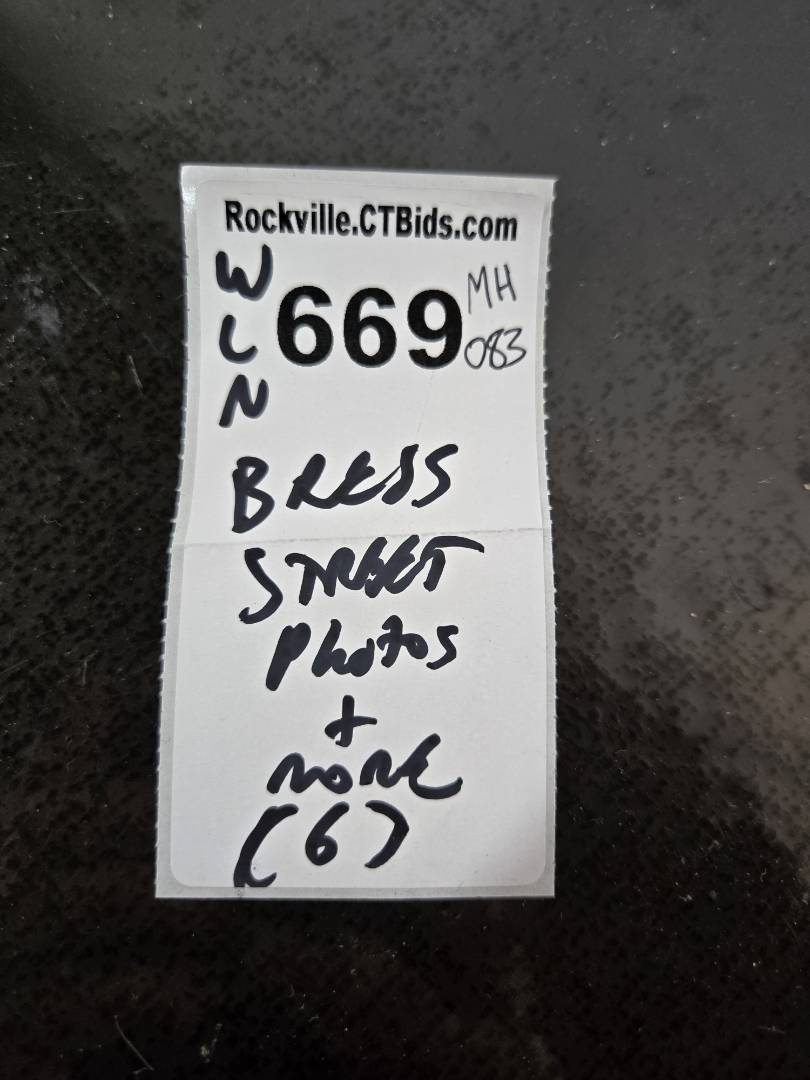 Rockville.CTBids.com
W
L
N
669
MH
083
BRESS
STREET
Photos
+
MORE
(6)